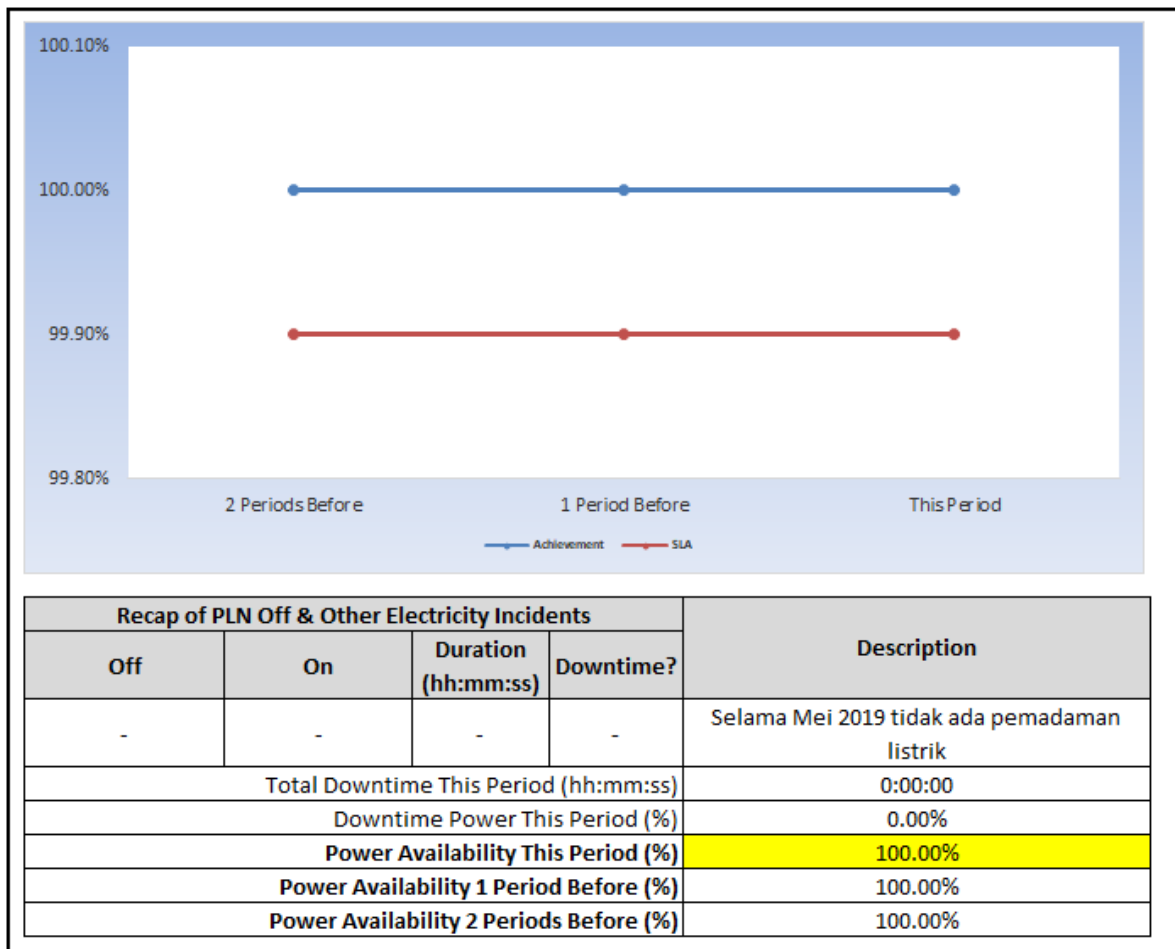 100.10%
100.00%
99.90%
99.80%
2 Periods Before
1 Period Before
This Period
Achievement
SLA
Recap of PLN Off & Other Electricity Incidents
Description
Off
On
Duration
(hh:mm:ss)
Downtime?
-
-
-
-
Selama Mei 2019 tidak ada pemadaman
listrik
Total Downtime This Period (hh:mm:ss)
0:00:00
Downtime Power This Period (%)
0.00%
Power Availability This Period (%)
100.00%
Power Availability 1 Period Before (%)
100.00%
Power Availability 2 Periods Before (%)
100.00%